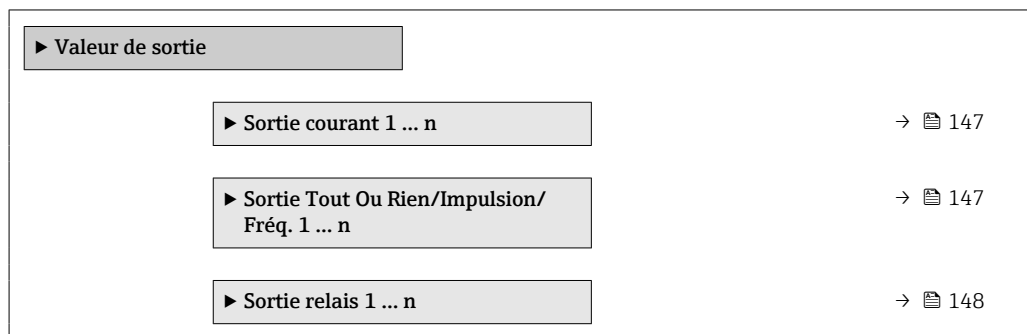 ▶ Valeur de sortie
▶ Sortie courant 1 … n → 147
▶ Sortie Tout Ou Rien/Impulsion/ → 147
Fréq. 1 … n
▶ Sortie relais 1 … n → 148